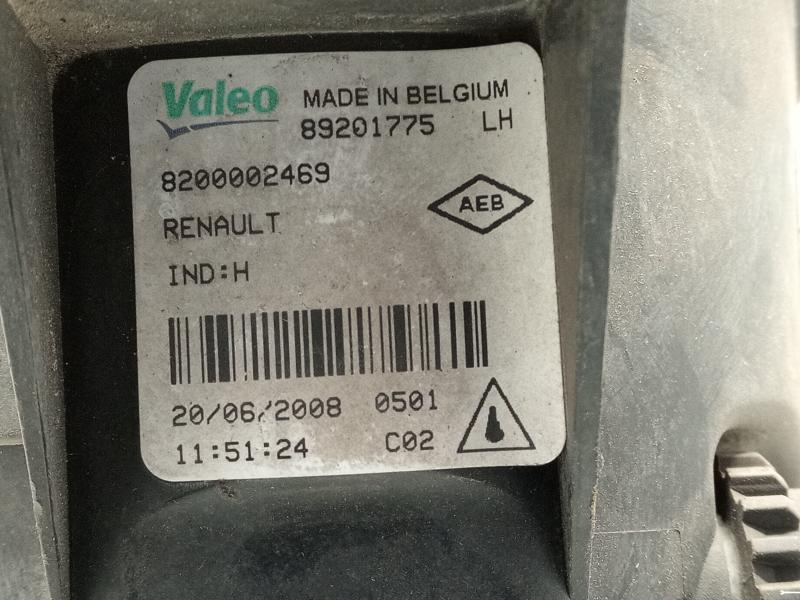 Valeo MADE IN BELGIUM
89201775 LH
8200002469
AEB
RENAULT
IND:H
20/06/2008 0501
11:51:24 C02